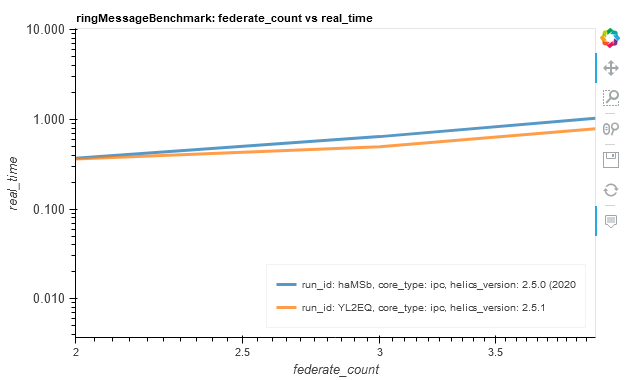 ringMessageBenchmark: federate_count vs real_time
10.000
1.000
0.100
0.010
real_time
run_id: haMSb, core_type: ipc, helics_version: 2.5.0 (2020
run_id: YL2EQ, core_type: ipc, helics_version: 2.5.1
2
2.5
3
3.5
federate_count